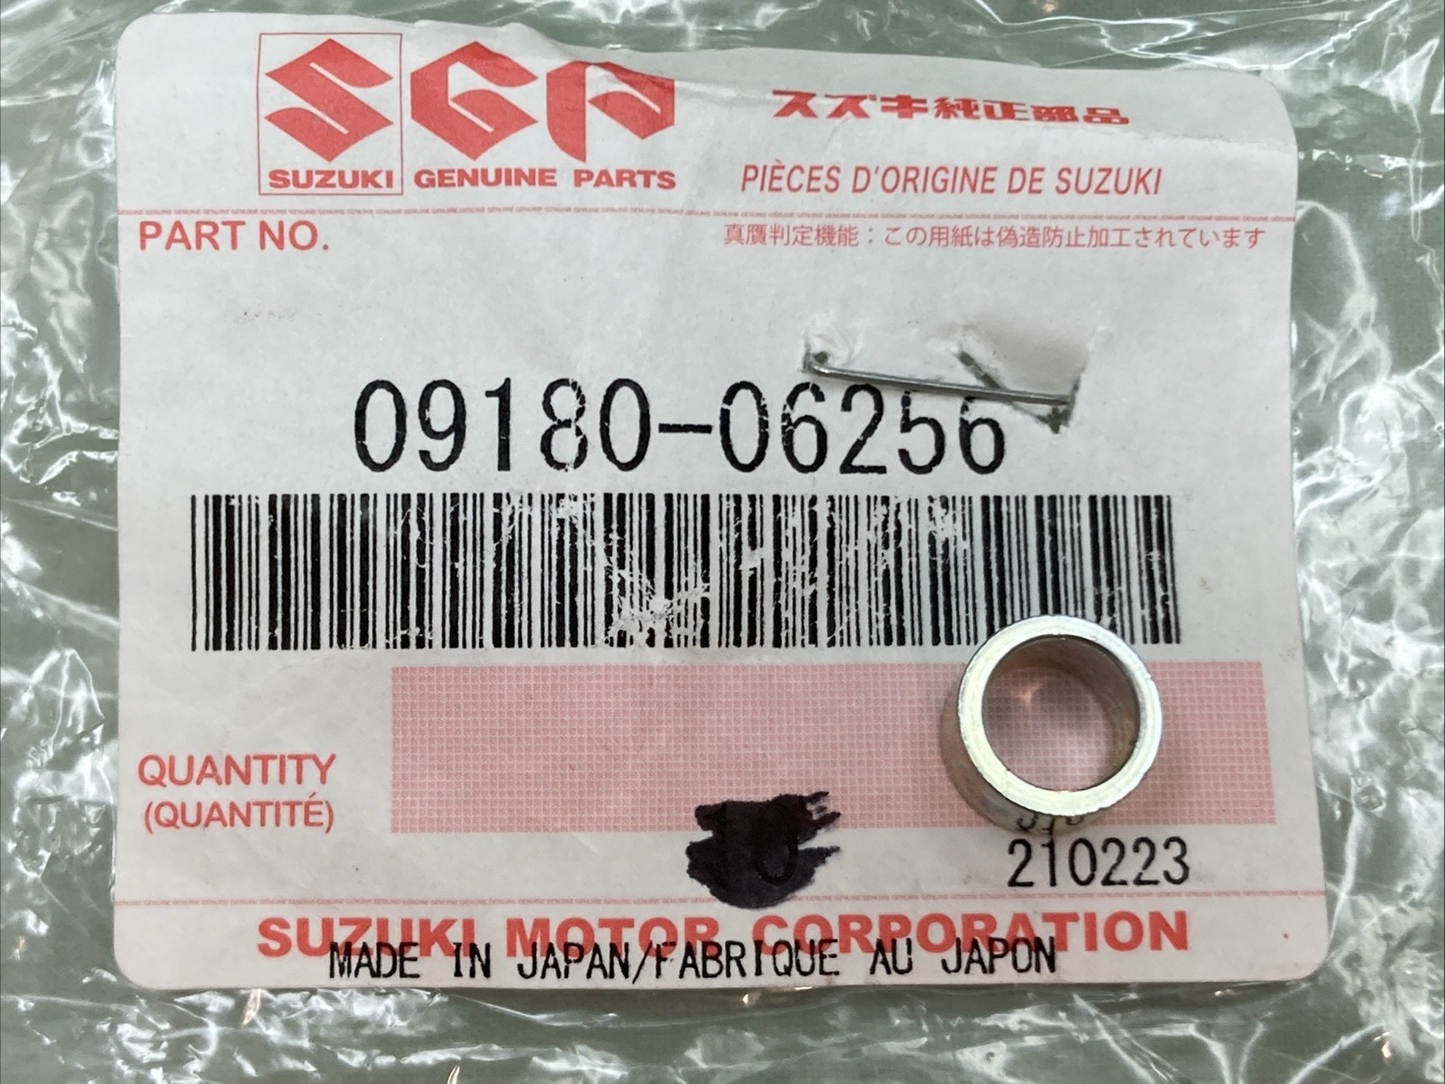 SGP
スズキ純正部品
SUZUKI GENUINE PARTS
PIÈCES D'ORIGINE DE SUZUKI
PART NO.
真贋判定機能：この用紙は偽造防止加工されています
09180-06256
QUANTITY
(QUANTITÉ)
210223
SUZUKI MOTOR CORPORATION
MADE IN JAPAN/FABRIQUE AU JAPON